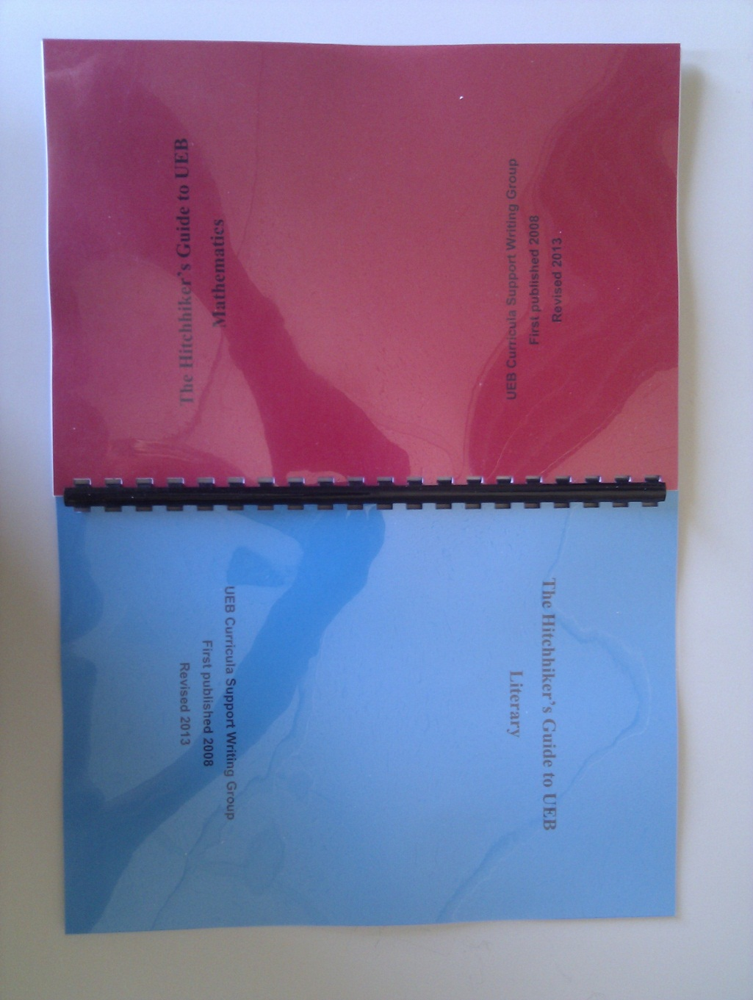 The Hitchhiker's Guide to UEB
Mathematics
UEB Curricula Support Writing Group
First published 2008
Revised 2013
The Hitchhiker's Guide to UEB
Literary
UEB Curricula Support Writing Group
First published 2008
Revised 2013